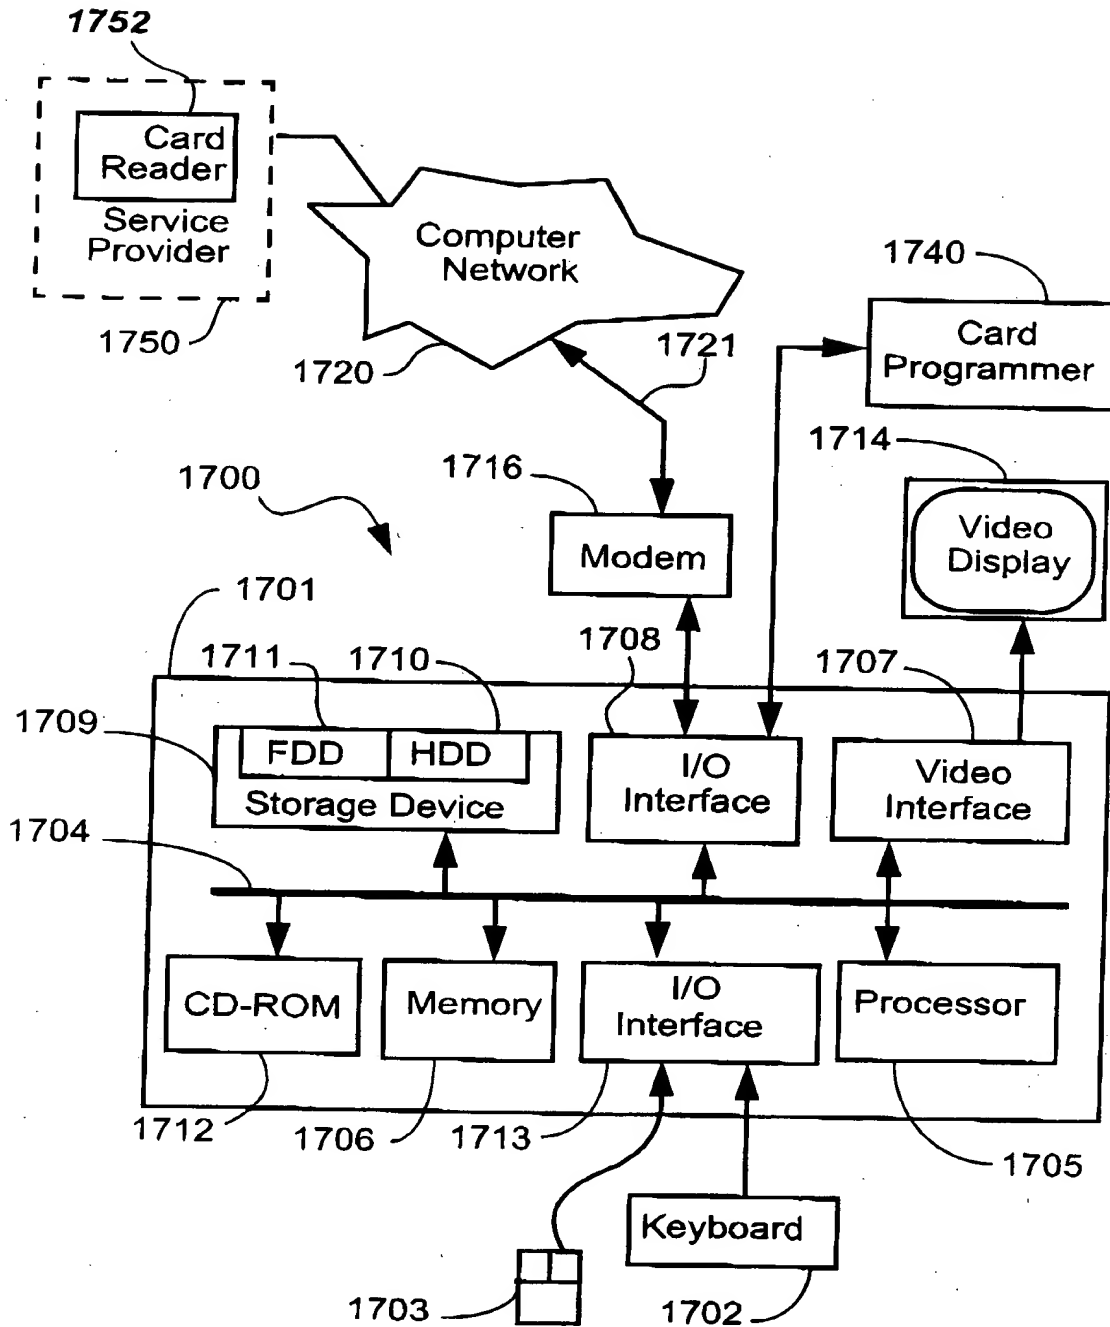 1752
Card
Reader
Service
Provider
1750
Computer
Network
1720
1721
1740
Card
Programmer
1714
Video
Display
1700
1716
Modem
1701
1711
1710
1708
1707
1709
FDD
HDD
Storage Device
I/O
Interface
Video
Interface
1704
CD-ROM
Memory
I/O
Interface
Processor
1712
1706
1713
1705
Keyboard
1703
1702